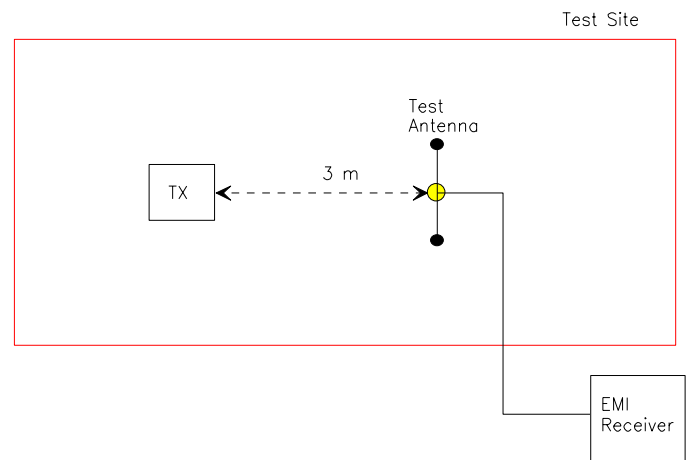 Test Site
Test
Antenna
3 m
TX
EMI
Receiver